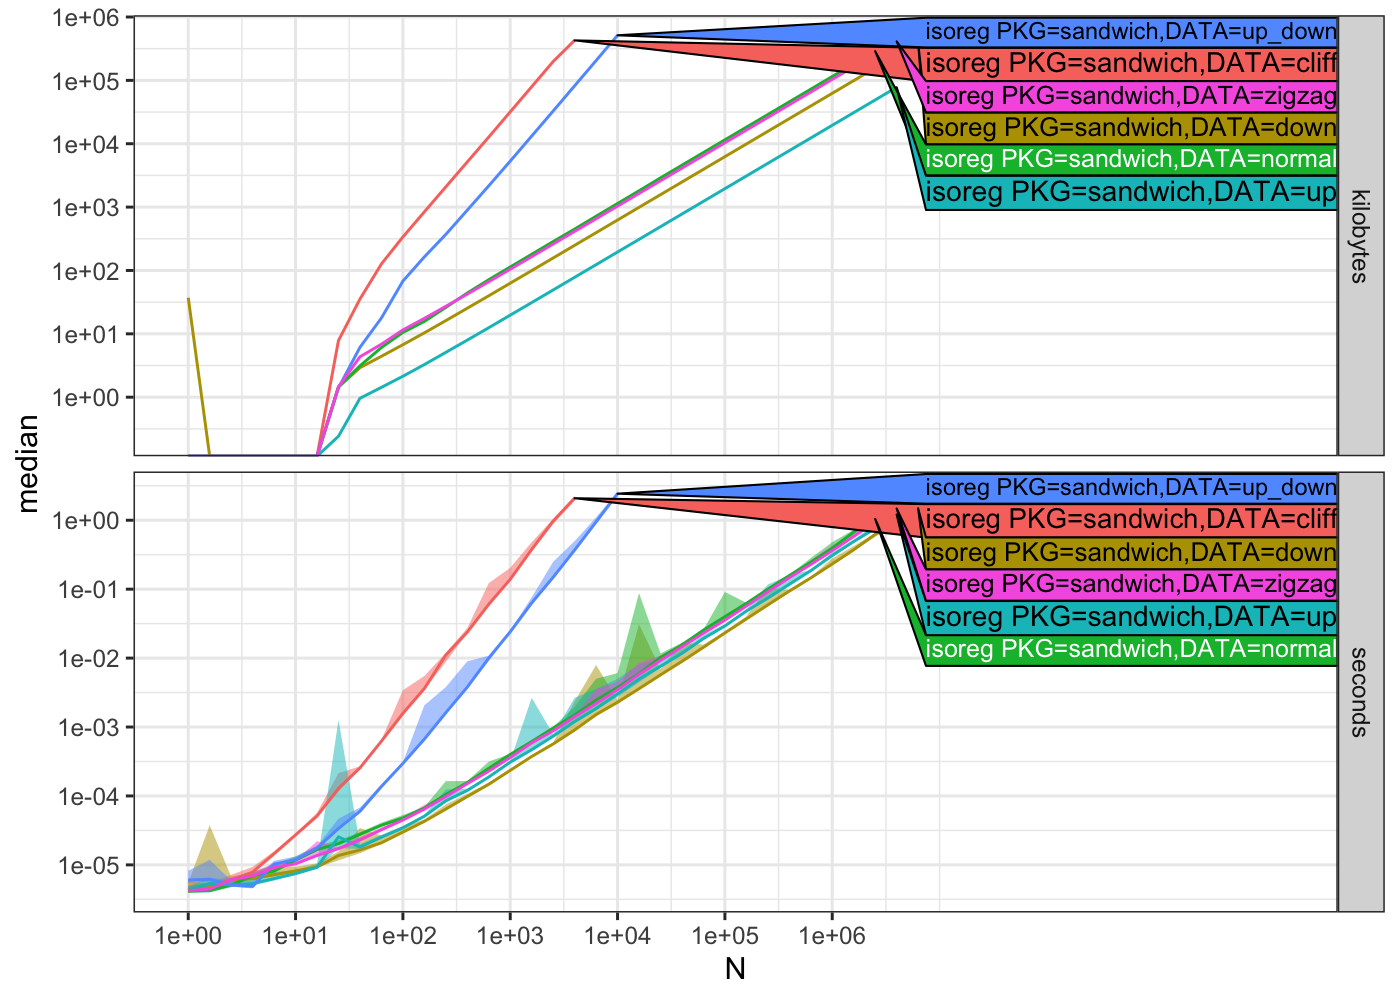 1e+06
1e+05
1e+04
1e+03
1e+02
1e+01
1e+00
isoreg PKG=sandwich,DATA=up_down
isoreg PKG=sandwich,DATA=cliff
isoreg PKG=sandwich,DATA=zigzag
isoreg PKG=sandwich,DATA=down
isoreg PKG=sandwich,DATA=normal
isoreg PKG=sandwich,DATA=up
kilobytes
median
1e+00
1e-01
1e-02
1e-03
1e-04
1e-05
isoreg PKG=sandwich,DATA=up_down
isoreg PKG=sandwich,DATA=cliff
isoreg PKG=sandwich,DATA=down
isoreg PKG=sandwich,DATA=zigzag
isoreg PKG=sandwich,DATA=up
isoreg PKG=sandwich,DATA=normal
seconds
1e+00 1e+01 1e+02 1e+03 1e+04 1e+05 1e+06
N